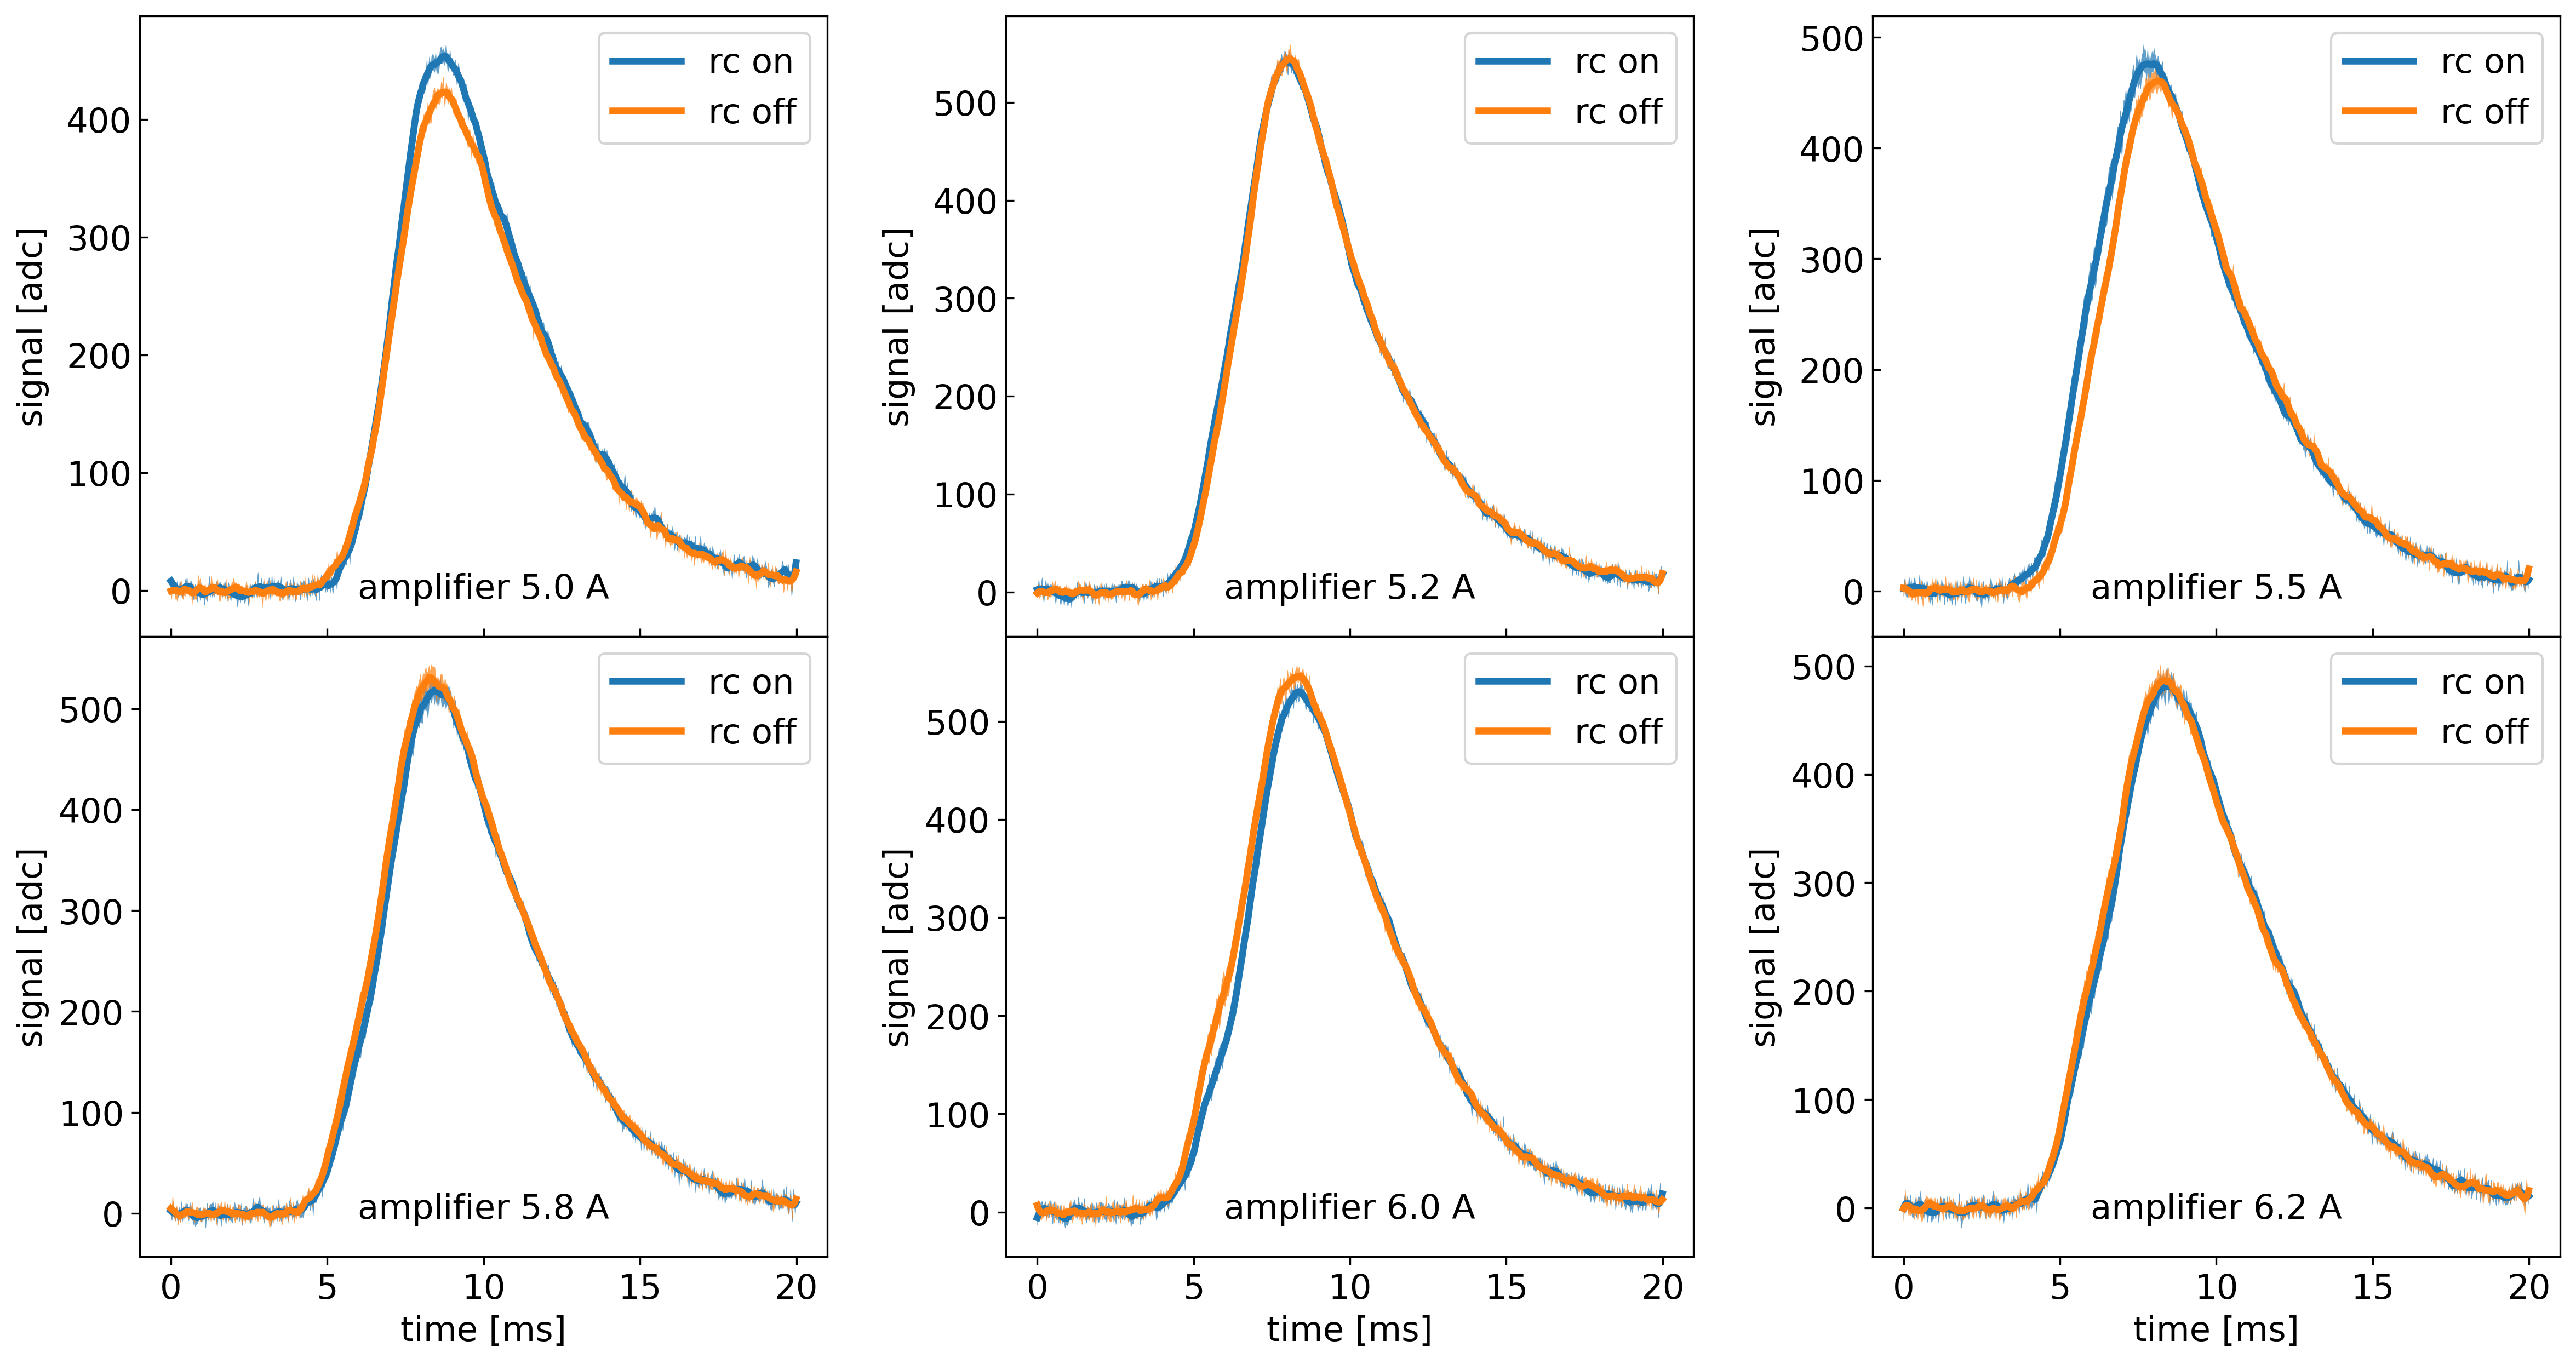 signal [adc]
400
300
200
100
0
rc on
rc off
amplifier 5.0 A
signal [adc]
500
400
300
200
100
0
rc on
rc off
amplifier 5.2 A
signal [adc]
500
400
300
200
100
0
rc on
rc off
amplifier 5.5 A
signal [adc]
500
400
300
200
100
0
rc on
rc off
amplifier 5.8 A
0 5 10 15 20
time [ms]
signal [adc]
500
400
300
200
100
0
rc on
rc off
amplifier 6.0 A
0 5 10 15 20
time [ms]
signal [adc]
500
400
300
200
100
0
rc on
rc off
amplifier 6.2 A
0 5 10 15 20
time [ms]